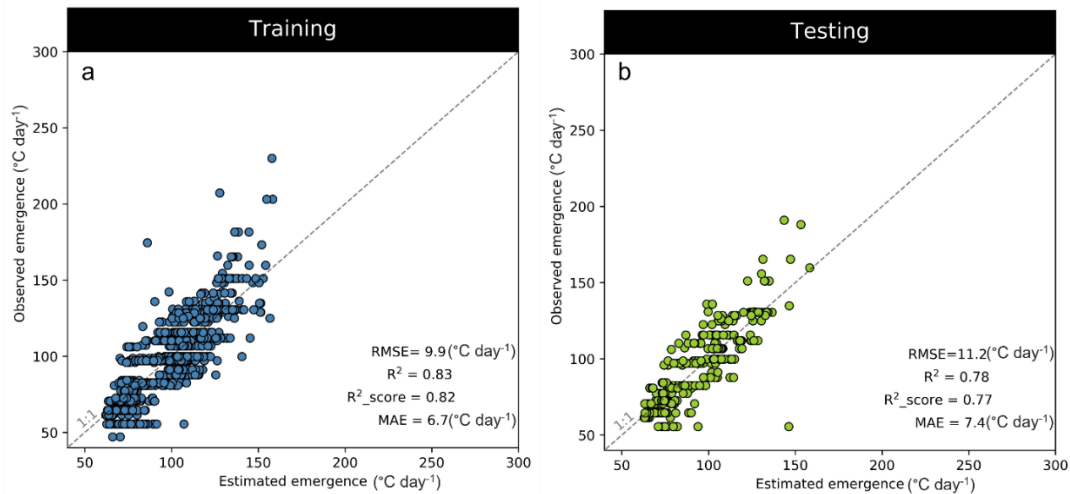 Training
a
300
250
200
150
100
50
Observed emergence (°C day⁻¹)
1:1
RMSE= 9.9(°C day⁻¹)
R² = 0.83
R²_score = 0.82
MAE = 6.7(°C day⁻¹)
50 100 150 200 250 300
Estimated emergence (°C day⁻¹)
Testing
b
300
250
200
150
100
50
Observed emergence (°C day⁻¹)
1:1
RMSE=11.2(°C day⁻¹)
R² = 0.78
R²_score = 0.77
MAE = 7.4(°C day⁻¹)
50 100 150 200 250 300
Estimated emergence (°C day⁻¹)